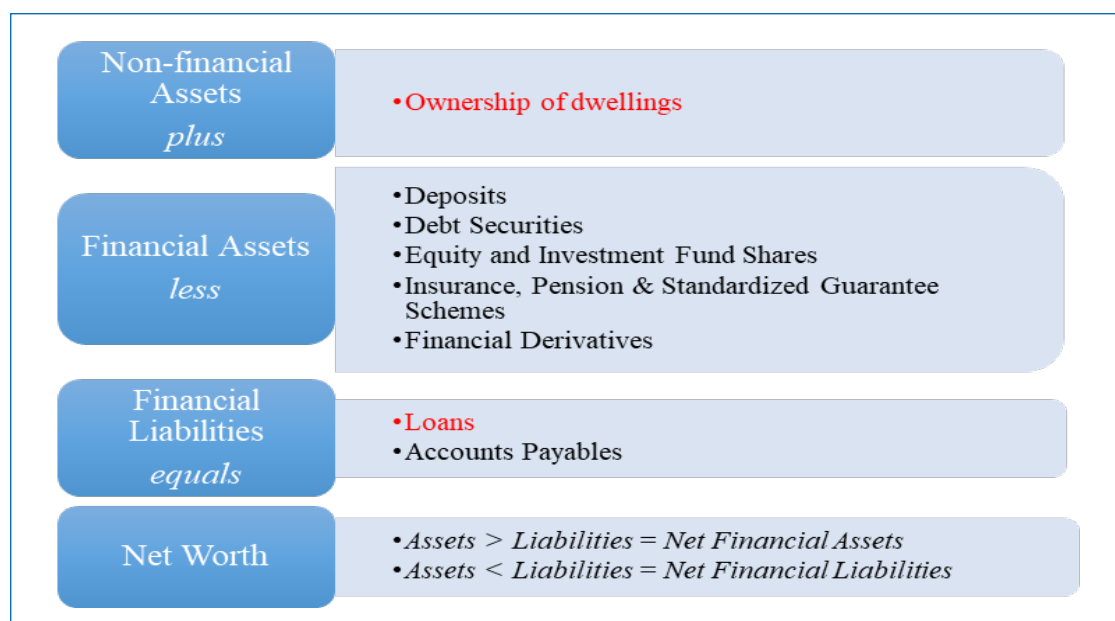 Non-financial
Assets
plus
•Ownership of dwellings
Financial Assets
less
•Deposits
•Debt Securities
•Equity and Investment Fund Shares
•Insurance, Pension & Standardized Guarantee
Schemes
•Financial Derivatives
Financial
Liabilities
equals
•Loans
•Accounts Payables
Net Worth
•Assets > Liabilities = Net Financial Assets
•Assets < Liabilities = Net Financial Liabilities